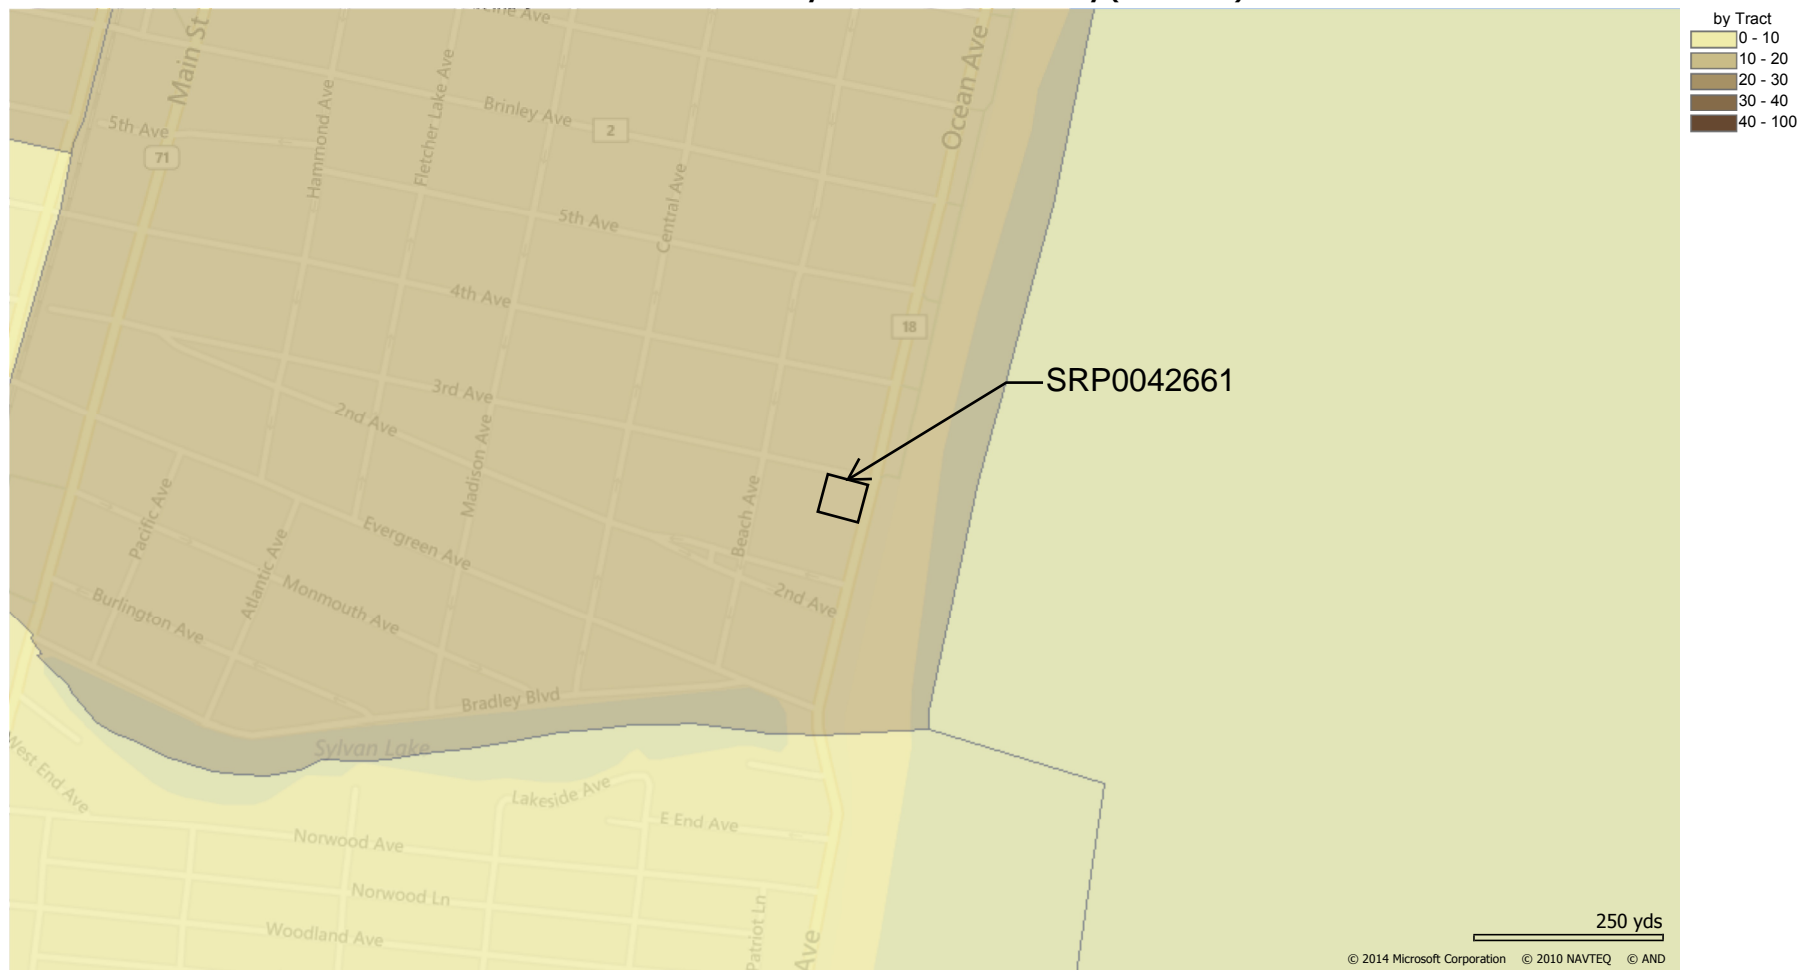 by Tract
0 - 10
10 - 20
20 - 30
30 - 40
40 - 100
Main St
Ocean Ave
Hammond Ave
Fletcher Lake Ave
Brinley Ave
2
5th Ave
71
Central Ave
5th Ave
4th Ave
18
SRP0042661
3rd Ave
2nd Ave
Madison Ave
Pacific Ave
Beach Ave
Evergreen Ave
Atlantic Ave
Monmouth Ave
2nd Ave
Burlington Ave
Bradley Blvd
Sylvan Lake
West End Ave
Lakeside Ave
E End Ave
Norwood Ave
Norwood Ln
Patriot Ln
Woodland Ave
Ave
250 yds
© 2014 Microsoft Corporation © 2010 NAVTEQ © AND